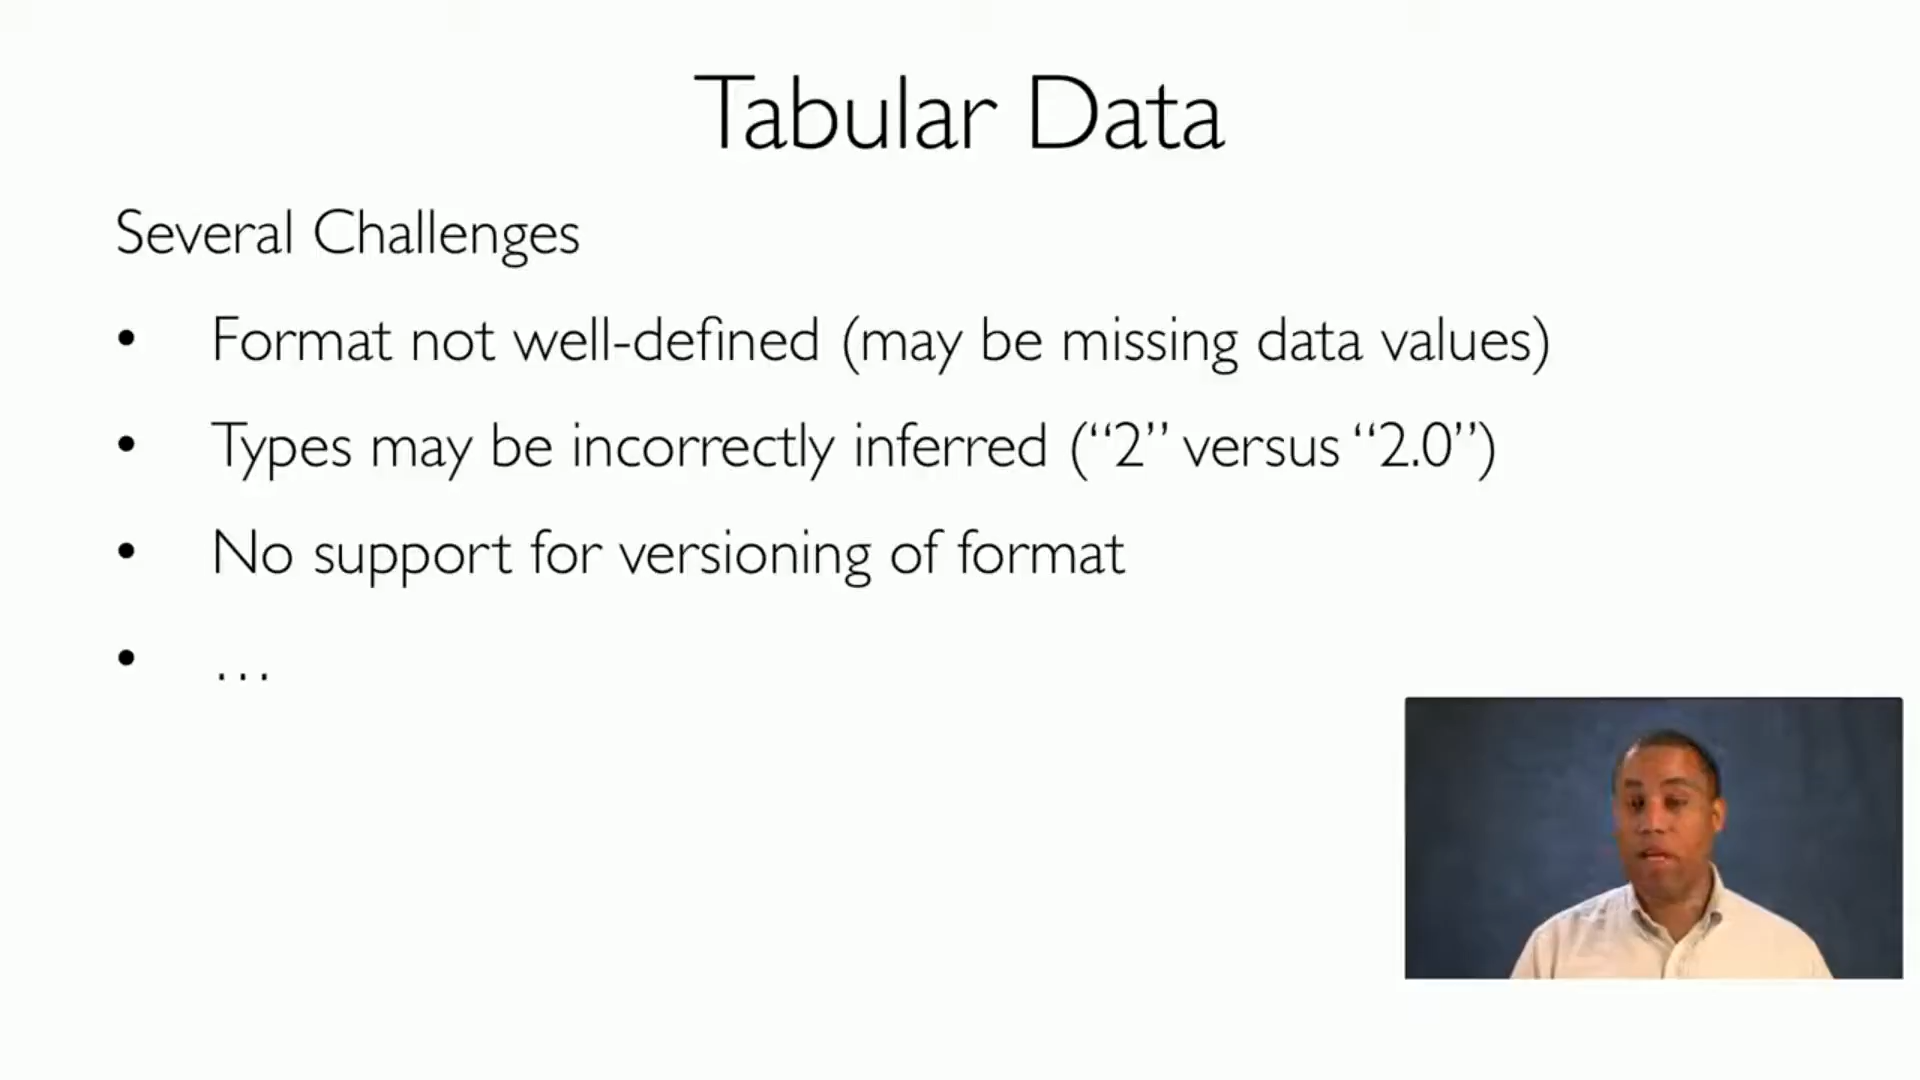 Tabular Data
Several Challenges
• Format not well-defined (may be missing data values)
• Types may be incorrectly inferred (“2” versus “2.0”)
• No support for versioning of format
• …